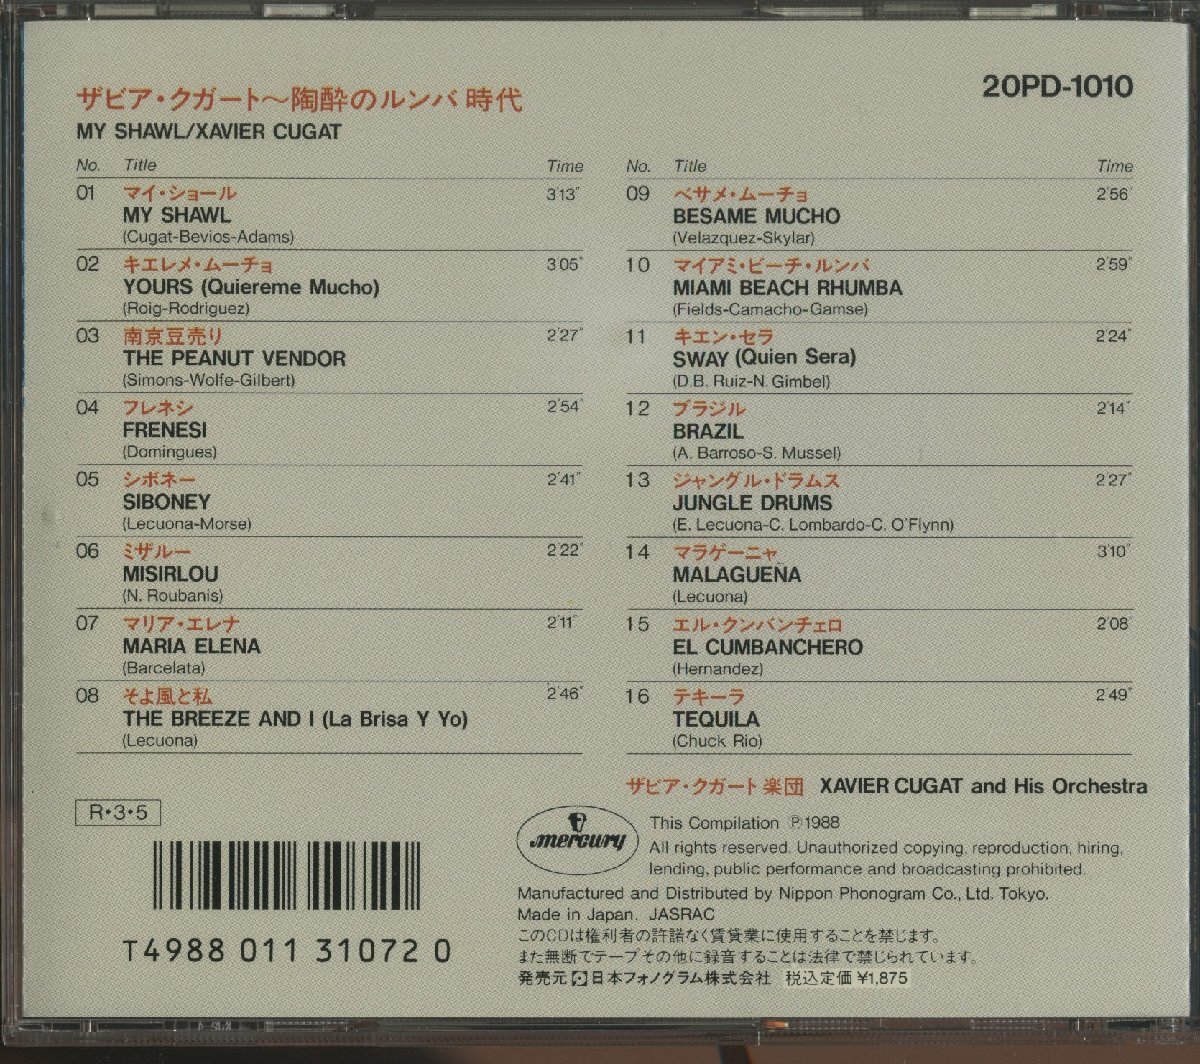 ザビア・クガート〜陶酔のルンバ時代
MY SHAWL/XAVIER CUGAT
20PD-1010
No. Title Time
01 マイ・ショール 3'13"
MY SHAWL
(Cugat-Bevios-Adams)
02 キエレメ・ムーチョ 3'05"
YOURS (Quiereme Mucho)
(Roig-Rodriguez)
03 南京豆売り 2'27"
THE PEANUT VENDOR
(Simons-Wolfe-Gilbert)
04 フレネシ 2'54"
FRENESI
(Domingues)
05 シボネー 2'41"
SIBONEY
(Lecuona-Morse)
06 ミザルー 2'22"
MISIRLOU
(N. Roubanis)
07 マリア・エレナ 2'11"
MARIA ELENA
(Barcelata)
08 そよ風と私 2'46"
THE BREEZE AND I (La Brisa Y Yo)
(Lecuona)
No. Title Time
09 ベサメ・ムーチョ 2'56"
BESAME MUCHO
(Velazquez-Skylar)
10 マイアミ・ビーチ・ルンバ 2'59"
MIAMI BEACH RHUMBA
(Fields-Camacho-Gamse)
11 キエン・セラ 2'24"
SWAY (Quien Sera)
(D.B. Ruiz-N. Gimbel)
12 ブラジル 2'14"
BRAZIL
(A. Barroso-S. Mussel)
13 ジャングル・ドラムス 2'27"
JUNGLE DRUMS
(E. Lecuona-C. Lombardo-C. O'Flynn)
14 マラゲーニャ 3'10"
MALAGUEÑA
(Lecuona)
15 エル・クンバンチェロ 2'08"
EL CUMBANCHERO
(Hernandez)
16 テキーラ 2'49"
TEQUILA
(Chuck Rio)
ザビア・クガート楽団 XAVIER CUGAT and His Orchestra
R・3・5
T4988 011 31072 0
mercury
This Compilation ℗1988
All rights reserved. Unauthorized copying, reproduction, hiring,
lending, public performance and broadcasting prohibited.
Manufactured and Distributed by Nippon Phonogram Co., Ltd. Tokyo.
Made in Japan. JASRAC
このCDは権利者の許諾なく賃貸業に使用することを禁じます。
また無断でテープその他に録音することは法律で禁じられています。
発売元 日本フォノグラム株式会社 税込定価 ¥1,875